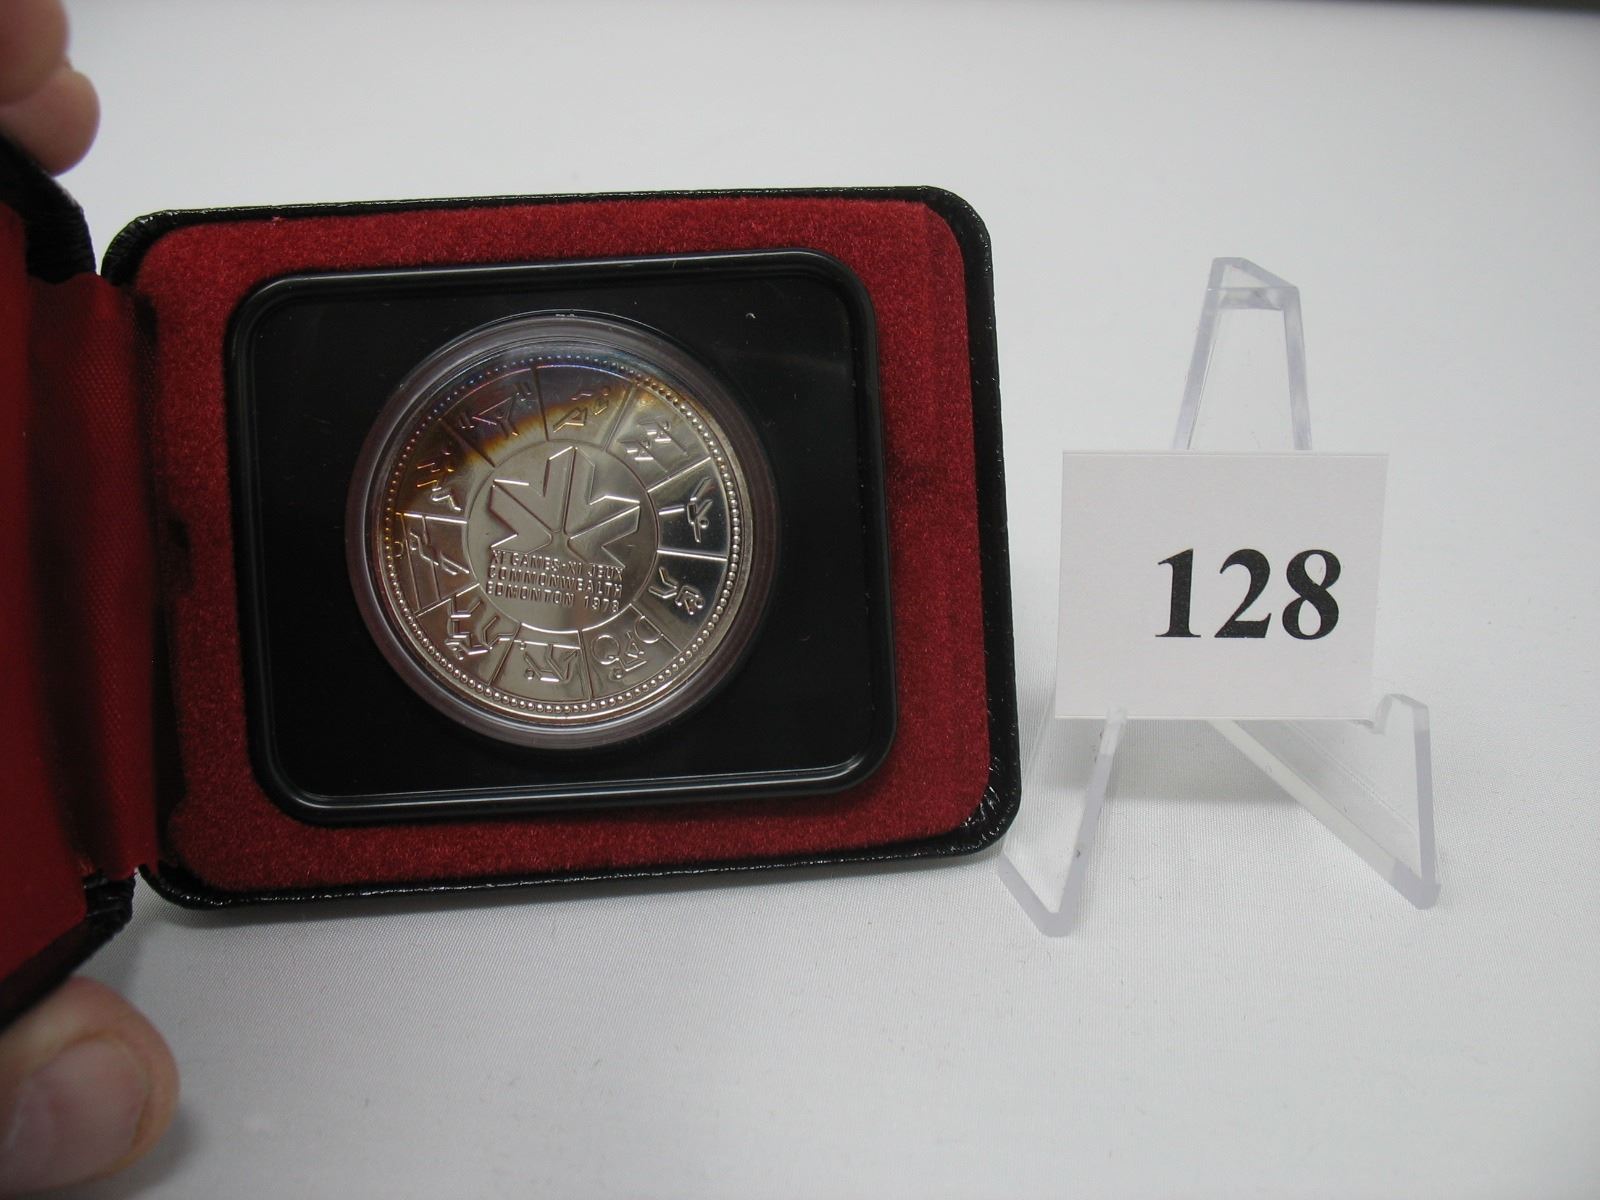 XI GAMES-XI JEUX
COMMONWEALTH
EDMONTON 1978
128